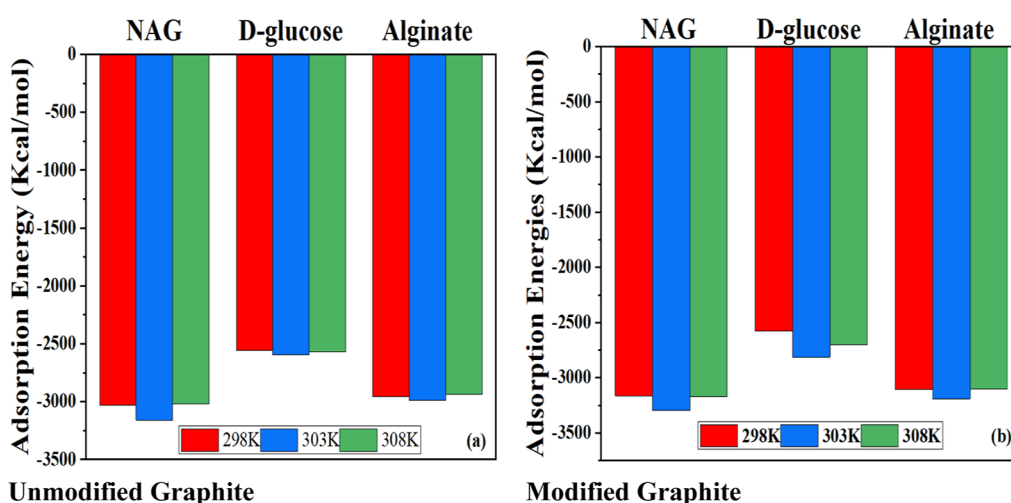 NAG D-glucose Alginate
Adsorption Energy (Kcal/mol)
0
-500
-1000
-1500
-2000
-2500
-3000
-3500
298K 303K 308K
(a)
Unmodified Graphite
NAG D-glucose Alginate
Adsorption Energies (Kcal/mol)
0
-500
-1000
-1500
-2000
-2500
-3000
-3500
298K 303K 308K
(b)
Modified Graphite